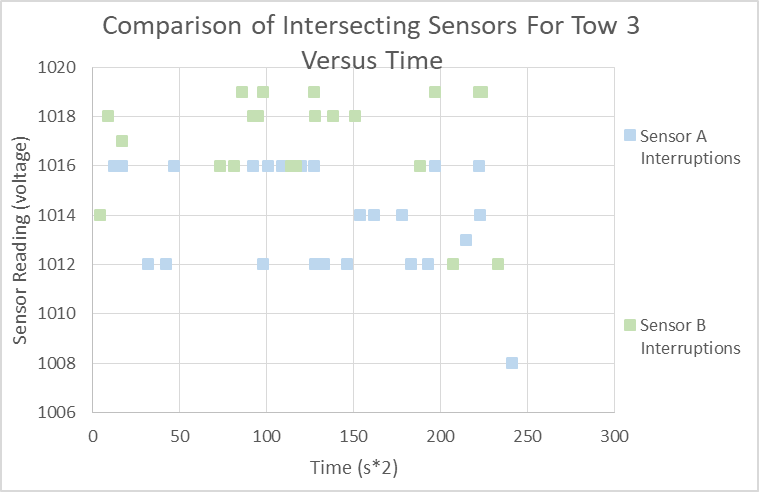 Comparison of Intersecting Sensors For Tow 3
Versus Time
1020
1018
1016
1014
1012
1010
1008
1006
Sensor Reading (voltage)
0 50 100 150 200 250 300
Time (s*2)
Sensor A
Interruptions
Sensor B
Interruptions